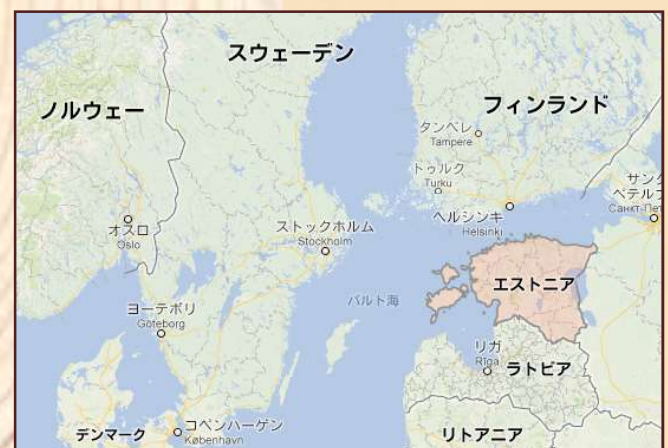 スウェーデン
ノルウェー
フィンランド
タンペレ
Tampere
トゥルク
Turku
サンク
ペテルブ
Санкт-Пет
ヘルシンキ
Helsinki
オスロ
Oslo
ストックホルム
Stockholm
エストニア
バルト海
ヨーテボリ
Göteborg
リガ
Rīga
ラトビア
コペンハーゲン
København
デンマーク
リトアニア